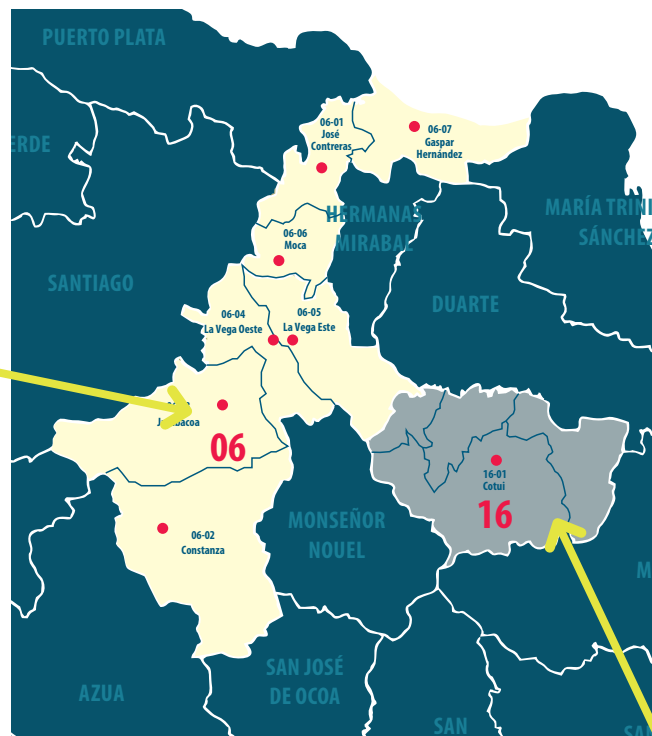 PUERTO PLATA
06-01
José
Contreras
06-07
Gaspar
Hernández
ERDE
HERMANAS
MIRABAL
MARÍA TRINI
SÁNCHEZ
06-06
Moca
SANTIAGO
DUARTE
06-04
La Vega Oeste
06-05
La Vega Este
06
16-01
Cotui
16
MONSEÑOR
NOUEL
06-02
Constanza
M
AZUA
SAN JOSÉ
DE OCOA
SAN
SAN